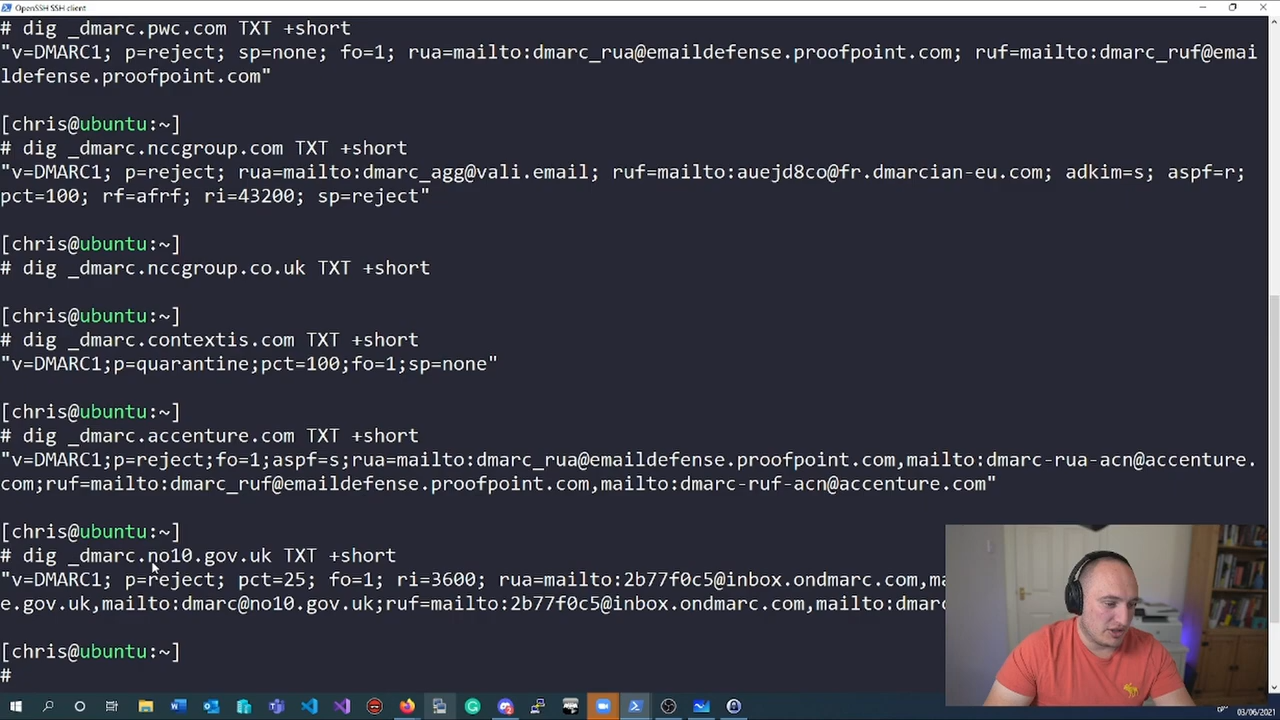 OpenSSH SSH client
# dig _dmarc.pwc.com TXT +short
"v=DMARC1; p=reject; sp=none; fo=1; rua=mailto:dmarc_rua@emaildefense.proofpoint.com; ruf=mailto:dmarc_ruf@emai
ldefense.proofpoint.com"
[chris@ubuntu:~]
# dig _dmarc.nccgroup.com TXT +short
"v=DMARC1; p=reject; rua=mailto:dmarc_agg@vali.email; ruf=mailto:auejd8co@fr.dmarcian-eu.com; adkim=s; aspf=r;
pct=100; rf=afrf; ri=43200; sp=reject"
[chris@ubuntu:~]
# dig _dmarc.nccgroup.co.uk TXT +short
[chris@ubuntu:~]
# dig _dmarc.contextis.com TXT +short
"v=DMARC1;p=quarantine;pct=100;fo=1;sp=none"
[chris@ubuntu:~]
# dig _dmarc.accenture.com TXT +short
"v=DMARC1;p=reject;fo=1;aspf=s;rua=mailto:dmarc_rua@emaildefense.proofpoint.com,mailto:dmarc-rua-acn@accenture.
com;ruf=mailto:dmarc_ruf@emaildefense.proofpoint.com,mailto:dmarc-ruf-acn@accenture.com"
[chris@ubuntu:~]
# dig _dmarc.no10.gov.uk TXT +short
"v=DMARC1; p=reject; pct=25; fo=1; ri=3600; rua=mailto:2b77f0c5@inbox.ondmarc.com,ma
e.gov.uk,mailto:dmarc@no10.gov.uk;ruf=mailto:2b77f0c5@inbox.ondmarc.com,mailto:dmarc
[chris@ubuntu:~]
#
03/06/2021